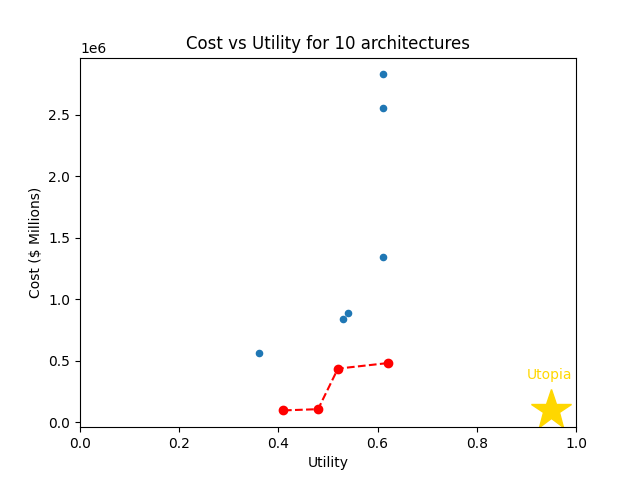 Cost vs Utility for 10 architectures
1e6
2.5
2.0
1.5
1.0
0.5
0.0
Cost ($ Millions)
Utopia
0.0 0.2 0.4 0.6 0.8 1.0
Utility